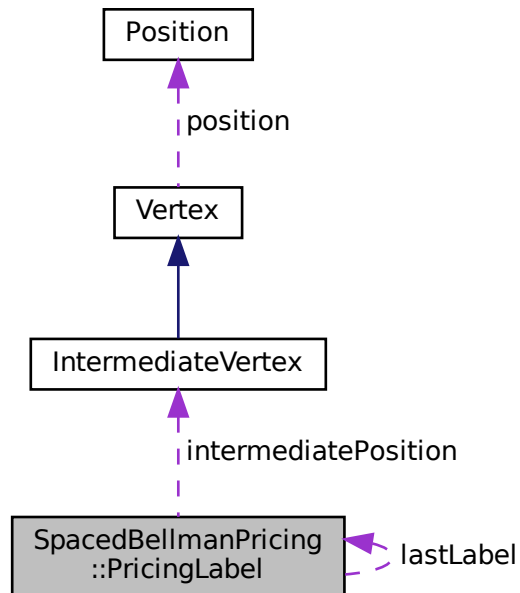 Position
position
Vertex
IntermediateVertex
intermediatePosition
SpacedBellmanPricing
::PricingLabel
lastLabel